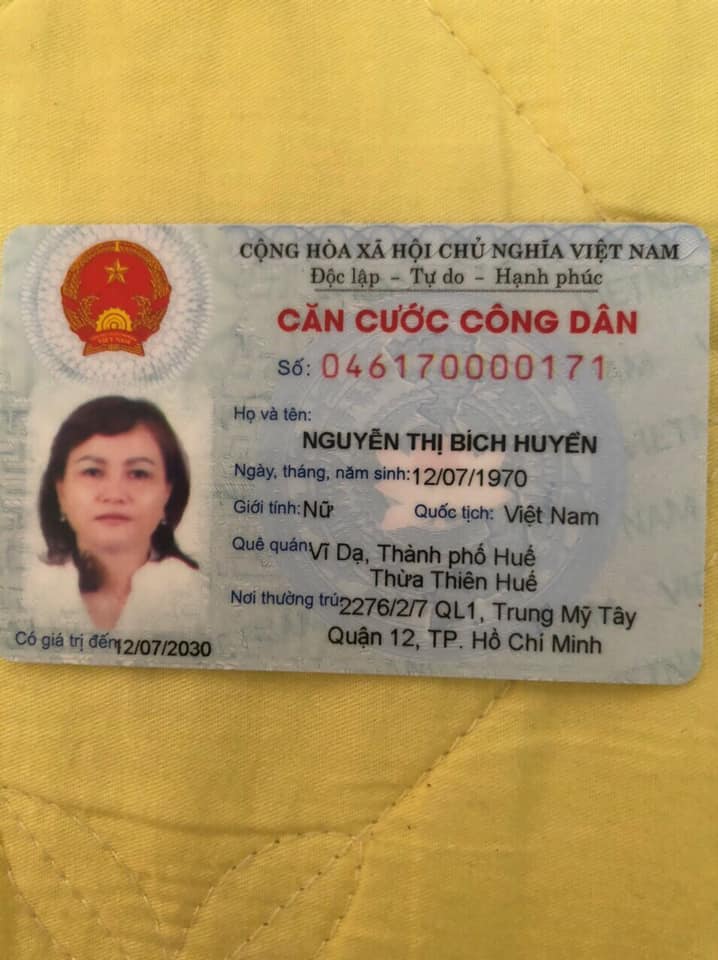 CỘNG HÒA XÃ HỘI CHỦ NGHĨA VIỆT NAM
Độc lập - Tự do - Hạnh phúc
CĂN CƯỚC CÔNG DÂN
Số: 046170000171
Họ và tên:
NGUYỄN THỊ BÍCH HUYỀN
Ngày, tháng, năm sinh: 12/07/1970
Giới tính: Nữ Quốc tịch: Việt Nam
Quê quán: Vĩ Dạ, Thành phố Huế
Thừa Thiên Huế
Nơi thường trú: 2276/2/7 QL1, Trung Mỹ Tây
Quận 12, TP. Hồ Chí Minh
Có giá trị đến: 12/07/2030
VIỆT NAM